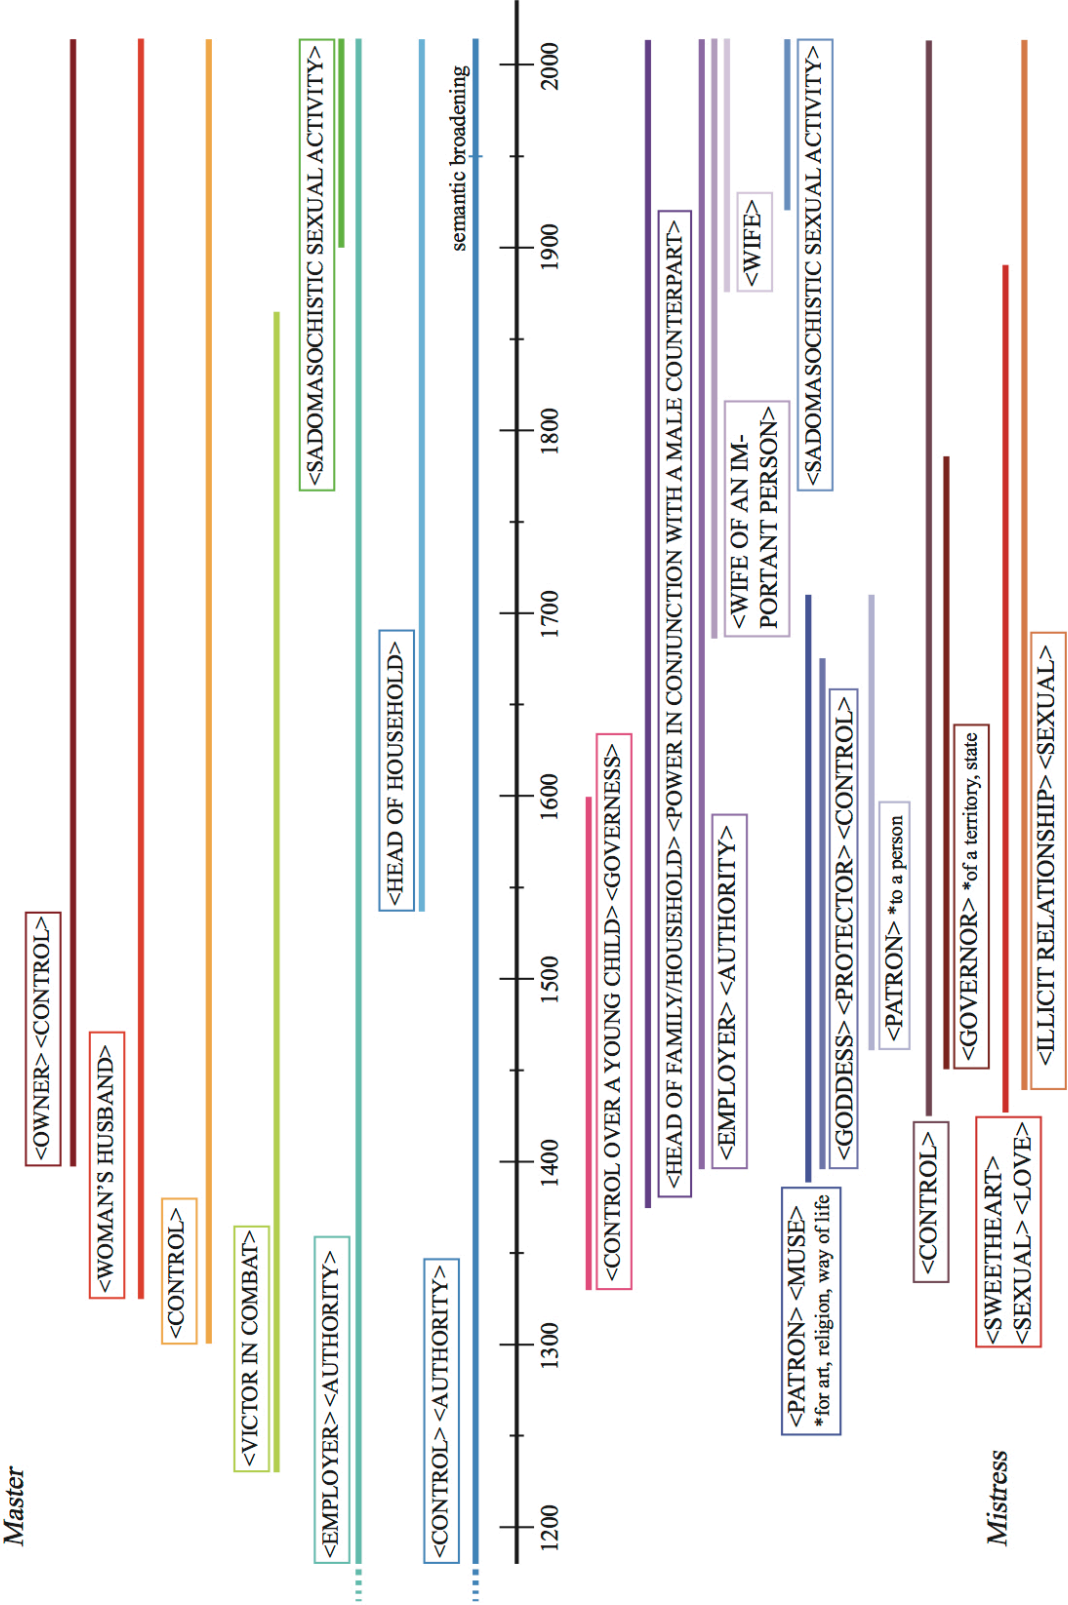 Master
<OWNER> <CONTROL>
<WOMAN'S HUSBAND>
<CONTROL>
<VICTOR IN COMBAT>
<SADOMASOCHISTIC SEXUAL ACTIVITY>
<EMPLOYER> <AUTHORITY>
<HEAD OF HOUSEHOLD>
<CONTROL> <AUTHORITY>
semantic broadening
1200
1300
1400
1500
1600
1700
1800
1900
2000
<CONTROL OVER A YOUNG CHILD> <GOVERNESS>
<HEAD OF FAMILY/HOUSEHOLD> <POWER IN CONJUNCTION WITH A MALE COUNTERPART>
<EMPLOYER> <AUTHORITY>
<WIFE OF AN IM-
PORTANT PERSON>
<WIFE>
<SADOMASOCHISTIC SEXUAL ACTIVITY>
<PATRON> <MUSE>
*for art, religion, way of life
<GODDESS> <PROTECTOR> <CONTROL>
<PATRON> *to a person
<CONTROL>
<GOVERNOR> *of a territory, state
<SWEETHEART>
<SEXUAL> <LOVE>
<ILLICIT RELATIONSHIP> <SEXUAL>
Mistress